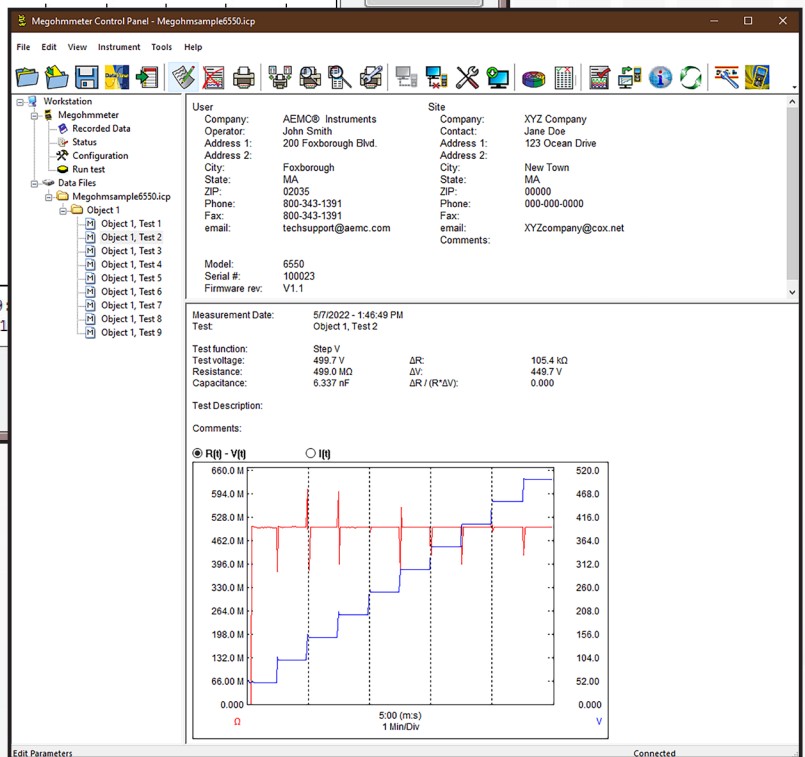 Megohmmeter Control Panel - Megohmsample6550.icp
File Edit View Instrument Tools Help
Workstation
Megohmmeter
Recorded Data
Status
Configuration
Run test
Data Files
Megohmsample6550.icp
Object 1
Object 1, Test 1
Object 1, Test 2
Object 1, Test 3
Object 1, Test 4
Object 1, Test 5
Object 1, Test 6
Object 1, Test 7
Object 1, Test 8
Object 1, Test 9
User Site
Company: AEMC® Instruments Company: XYZ Company
Operator: John Smith Contact: Jane Doe
Address 1: 200 Foxborough Blvd. Address 1: 123 Ocean Drive
Address 2: Address 2:
City: Foxborough City: New Town
State: MA State: MA
ZIP: 02035 ZIP: 00000
Phone: 800-343-1391 Phone: 000-000-0000
Fax: 800-343-1391 Fax:
email: techsupport@aemc.com email: XYZcompany@cox.net
Comments:
Model: 6550
Serial #: 100023
Firmware rev: V1.1
Measurement Date: 5/7/2022 - 1:46:49 PM
Test: Object 1, Test 2
Test function: Step V
Test voltage: 499.7 V ΔR: 105.4 kΩ
Resistance: 499.0 MΩ ΔV: 449.7 V
Capacitance: 6.337 nF ΔR / (R*ΔV): 0.000
Test Description:
Comments:
R(t) - V(t) I(t)
660.0 M 520.0
594.0 M 468.0
528.0 M 416.0
462.0 M 364.0
396.0 M 312.0
330.0 M 260.0
264.0 M 208.0
198.0 M 156.0
132.0 M 104.0
66.00 M 52.00
0.000 0.000
Ω 5:00 (m:s) V
1 Min/Div
Edit Parameters Connected